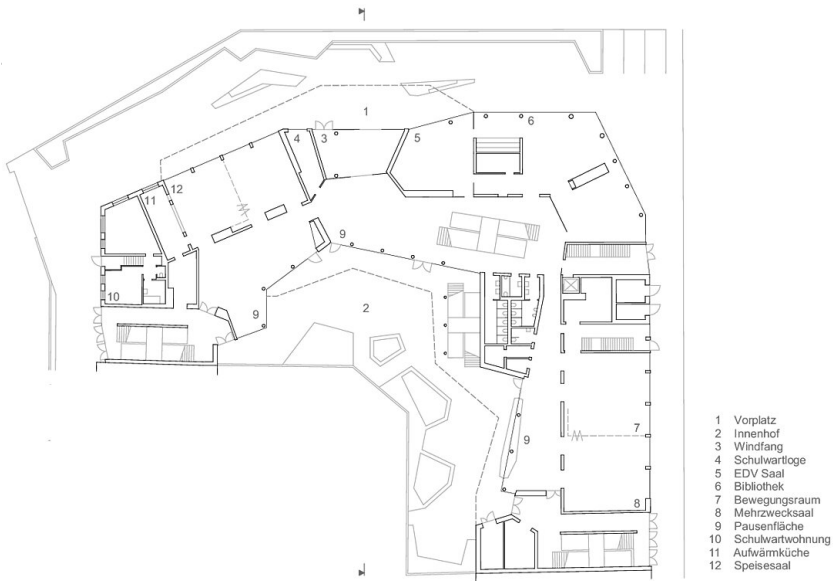 1
4
3
5
6
11
12
9
10
9
2
7
9
8
1 Vorplatz
2 Innenhof
3 Windfang
4 Schulwartloge
5 EDV Saal
6 Bibliothek
7 Bewegungsraum
8 Mehrzwecksaal
9 Pausenfläche
10 Schulwartwohnung
11 Aufwärmküche
12 Speisesaal